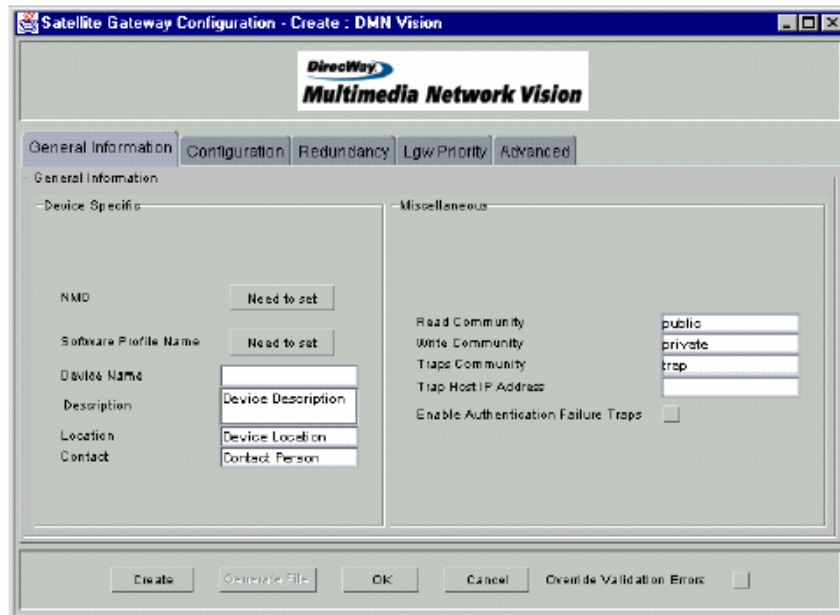 Satellite Gateway Configuration - Create : DMN Vision
DirecWay
Multimedia Network Vision
General Information
Configuration
Redundancy
Lgw Priority
Advanced
General Information
Device Specific
NMD
Need to set
Software Profile Name
Need to set
Device Name
Description
Device Description
Location
Device Location
Contact
Contact Person
Miscellaneous
Read Community
public
Write Community
private
Traps Community
trap
Trap Host IP Address
Enable Authentication Failure Traps
Create
Generate File
OK
Cancel
Override Validation Errors